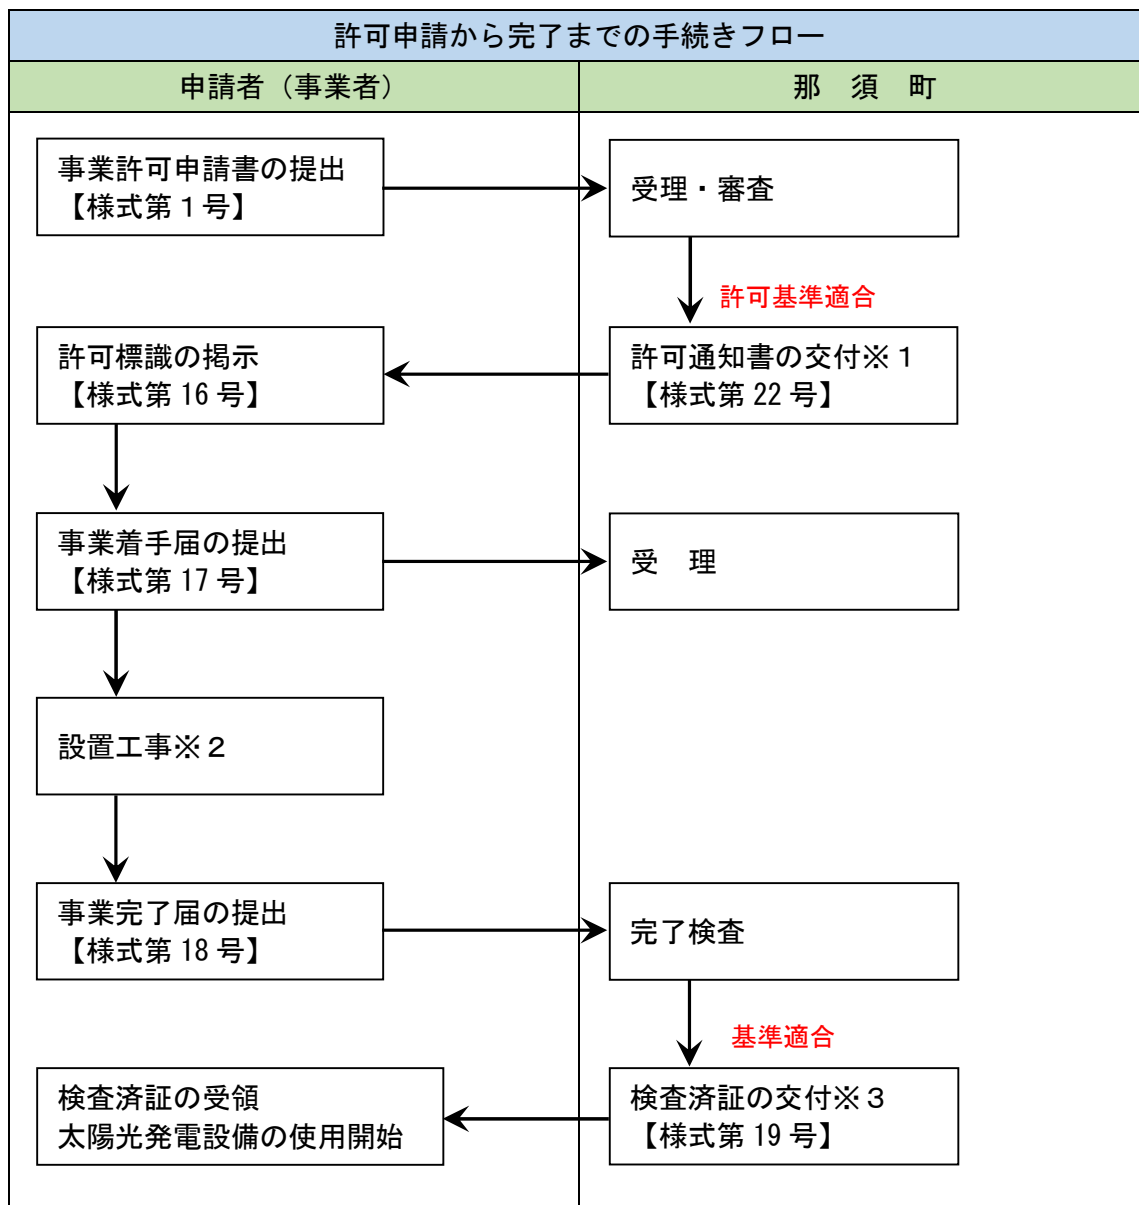 許可申請から完了までの手続きフロー
申請者（事業者）
那　須　町
事業許可申請書の提出
【様式第１号】
受理・審査
許可基準適合
許可標識の掲示
【様式第 16 号】
許可通知書の交付※１
【様式第 22 号】
事業着手届の提出
【様式第 17 号】
受　理
設置工事※２
事業完了届の提出
【様式第 18 号】
完了検査
基準適合
検査済証の受領
太陽光発電設備の使用開始
検査済証の交付※３
【様式第 19 号】